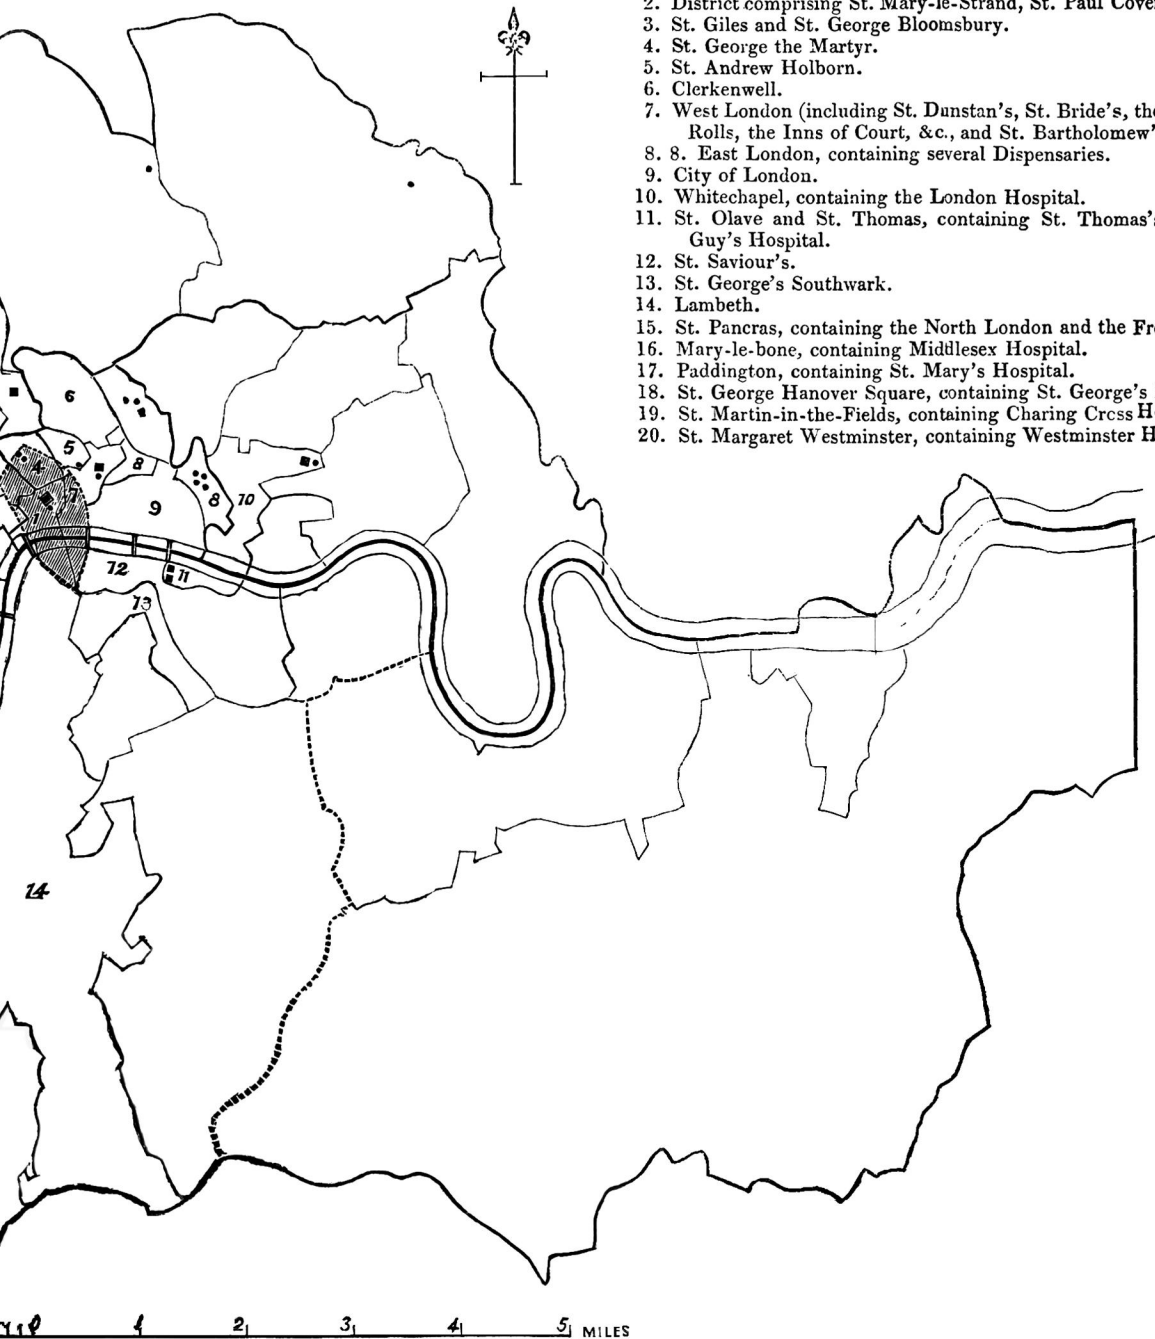 2. District comprising St. Mary-le-Strand, St. Paul Cove
3. St. Giles and St. George Bloomsbury.
4. St. George the Martyr.
5. St. Andrew Holborn.
6. Clerkenwell.
7. West London (including St. Dunstan's, St. Bride's, the
Rolls, the Inns of Court, &c., and St. Bartholomew'
8. 8. East London, containing several Dispensaries.
9. City of London.
10. Whitechapel, containing the London Hospital.
11. St. Olave and St. Thomas, containing St. Thomas's
Guy's Hospital.
12. St. Saviour's.
13. St. George's Southwark.
14. Lambeth.
15. St. Pancras, containing the North London and the Fr
16. Mary-le-bone, containing Middlesex Hospital.
17. Paddington, containing St. Mary's Hospital.
18. St. George Hanover Square, containing St. George's
19. St. Martin-in-the-Fields, containing Charing Cross H
20. St. Margaret Westminster, containing Westminster H
6
5
8
4
7
8
10
9
1
12
11
13
14
0 1 2 3 4 5 MILES